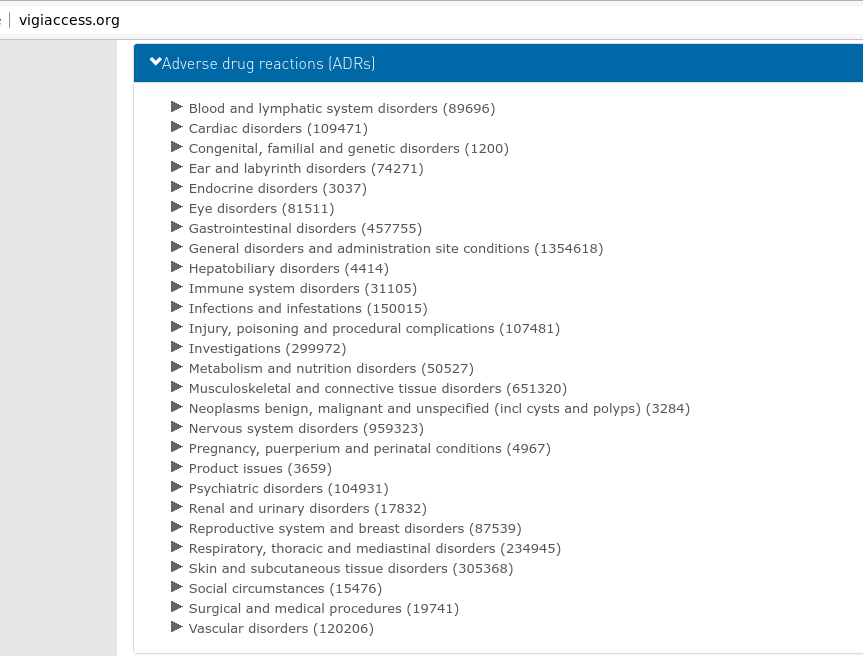 vigiaccess.org
Adverse drug reactions (ADRs)
Blood and lymphatic system disorders (89696)
Cardiac disorders (109471)
Congenital, familial and genetic disorders (1200)
Ear and labyrinth disorders (74271)
Endocrine disorders (3037)
Eye disorders (81511)
Gastrointestinal disorders (457755)
General disorders and administration site conditions (1354618)
Hepatobiliary disorders (4414)
Immune system disorders (31105)
Infections and infestations (150015)
Injury, poisoning and procedural complications (107481)
Investigations (299972)
Metabolism and nutrition disorders (50527)
Musculoskeletal and connective tissue disorders (651320)
Neoplasms benign, malignant and unspecified (incl cysts and polyps) (3284)
Nervous system disorders (959323)
Pregnancy, puerperium and perinatal conditions (4967)
Product issues (3659)
Psychiatric disorders (104931)
Renal and urinary disorders (17832)
Reproductive system and breast disorders (87539)
Respiratory, thoracic and mediastinal disorders (234945)
Skin and subcutaneous tissue disorders (305368)
Social circumstances (15476)
Surgical and medical procedures (19741)
Vascular disorders (120206)